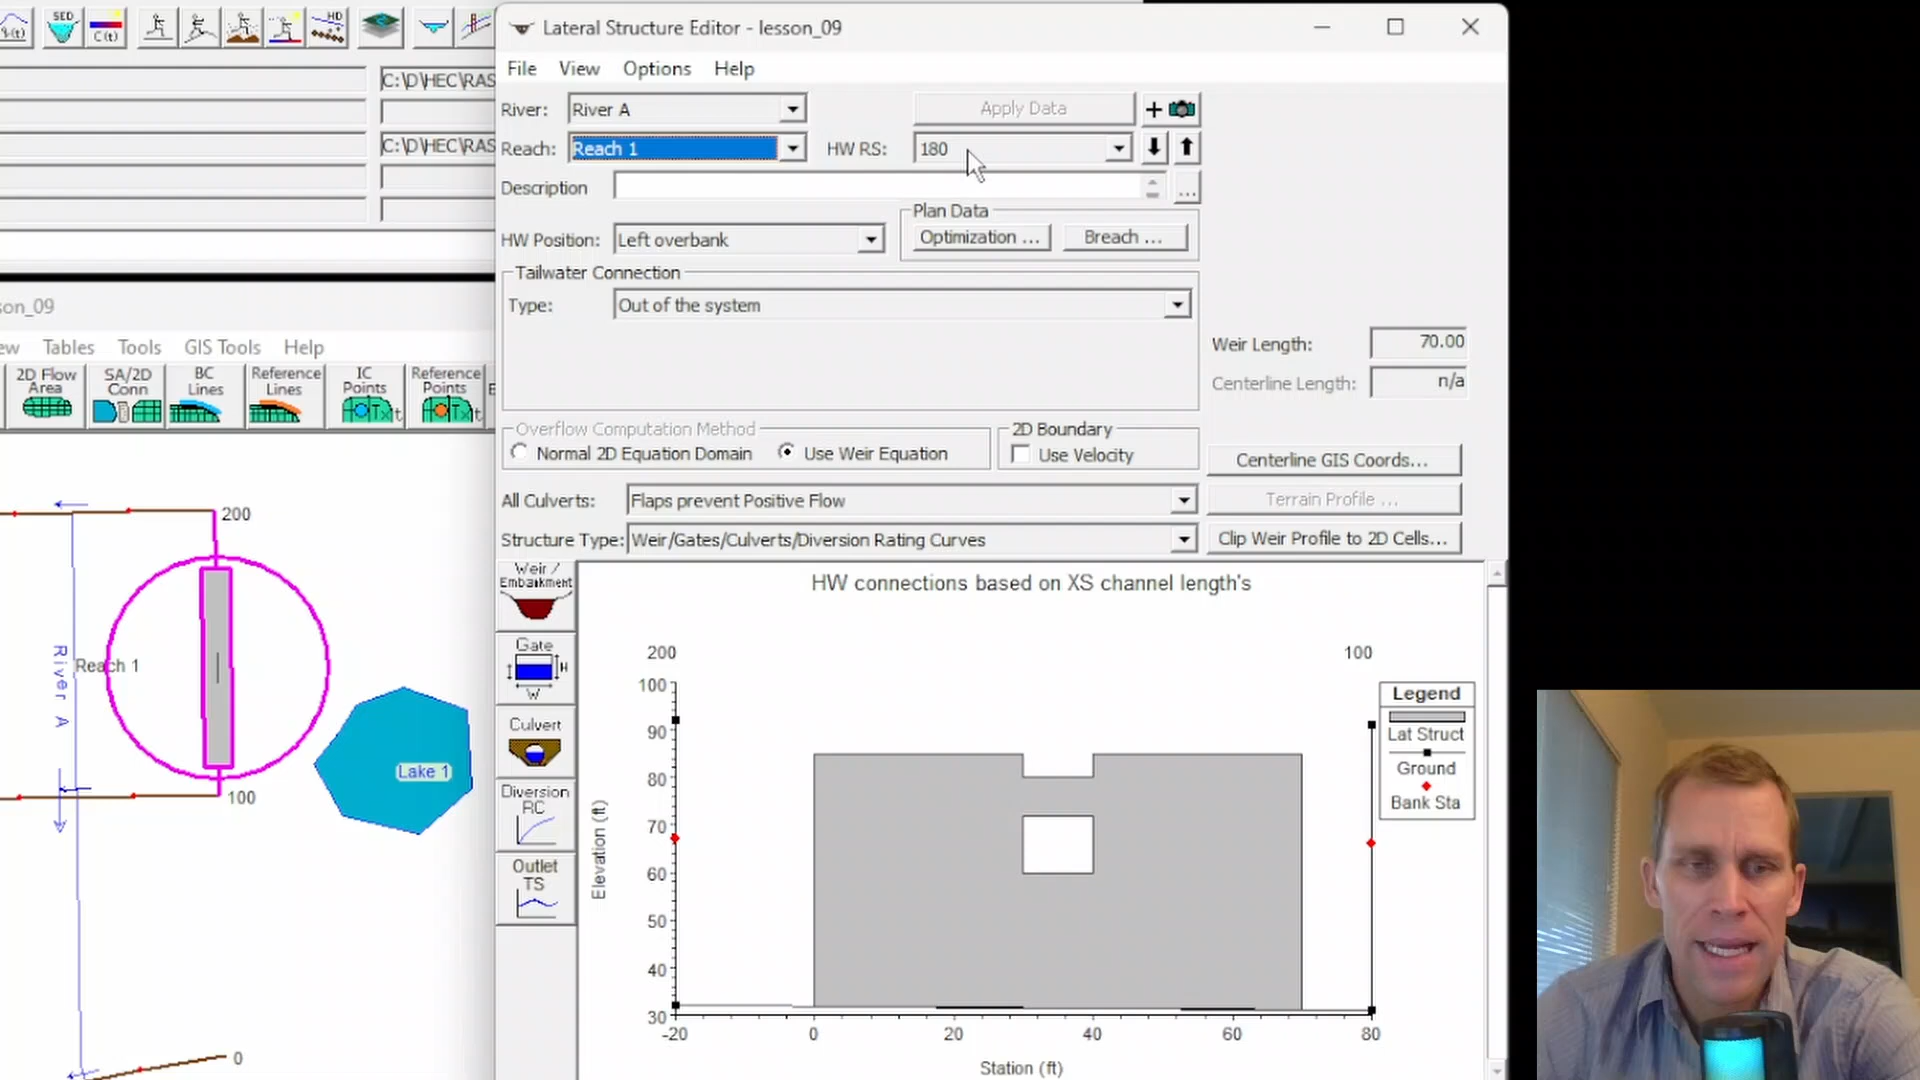 Lateral Structure Editor - lesson_09
File View Options Help
River: River A Apply Data
Reach: Reach 1 HW RS: 180
Description ...
Plan Data
HW Position: Left overbank Optimization ... Breach ...
Tailwater Connection
Type: Out of the system
Weir Length: 70.00
Centerline Length: n/a
Overflow Computation Method
Normal 2D Equation Domain Use Weir Equation
2D Boundary
Use Velocity
Centerline GIS Coords...
All Culverts: Flaps prevent Positive Flow
Terrain Profile ...
Structure Type: Weir/Gates/Culverts/Diversion Rating Curves
Clip Weir Profile to 2D Cells...
Weir /
Embankment
Gate
H
W
Culvert
Diversion
RC
Outlet
TS
HW connections based on XS channel length's
200 100
100
90
80
70
60
50
40
30
-20 0 20 40 60 80
Elevation (ft)
Station (ft)
Legend
Lat Struct
Ground
Bank Sta
SED
C(t)
HD
C:\D\HEC\RAS
C:\D\HEC\RAS
son_09
ew Tables Tools GIS Tools Help
2D Flow
Area
SA/2D
Conn
BC
Lines
Reference
Lines
IC
Points
Reference
Points
200
River A
Reach 1
Lake 1
100
0